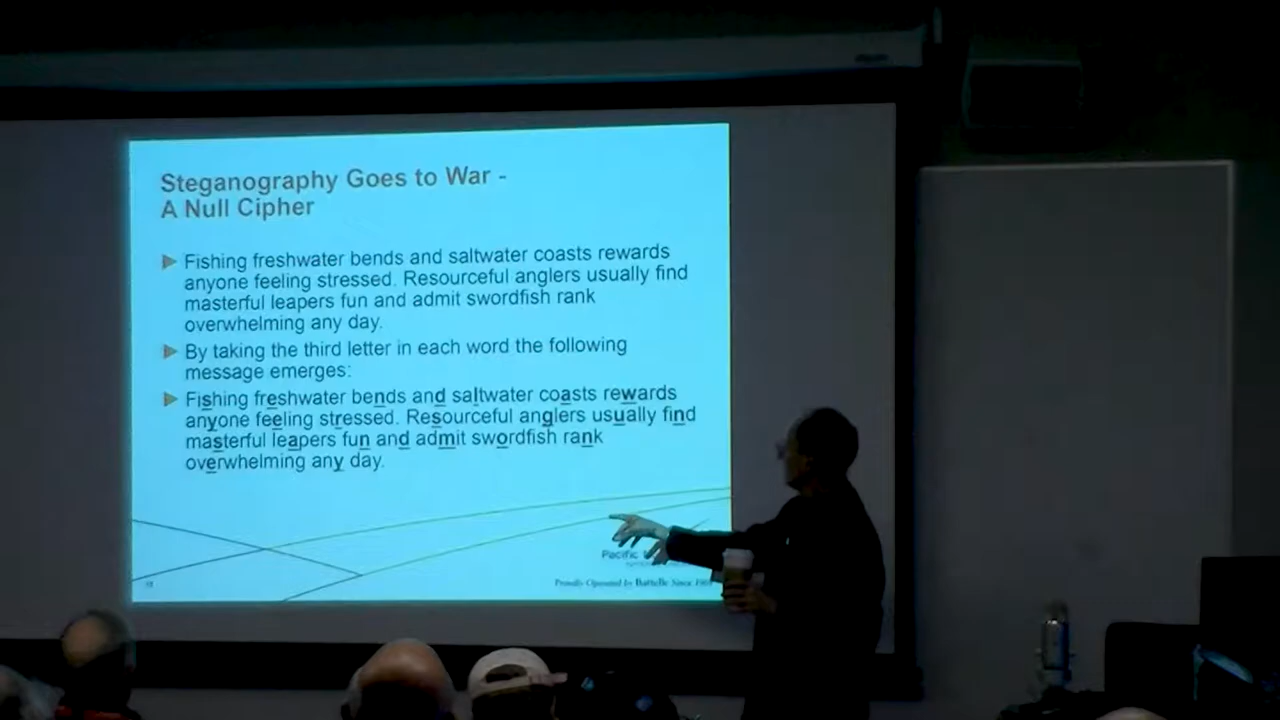 Steganography Goes to War -
A Null Cipher
Fishing freshwater bends and saltwater coasts rewards
anyone feeling stressed. Resourceful anglers usually find
masterful leapers fun and admit swordfish rank
overwhelming any day.
By taking the third letter in each word the following
message emerges:
Fishing freshwater bends and saltwater coasts rewards
anyone feeling stressed. Resourceful anglers usually find
masterful leapers fun and admit swordfish rank
overwhelming any day.
Pacific
Proudly Operated by Battelle Since